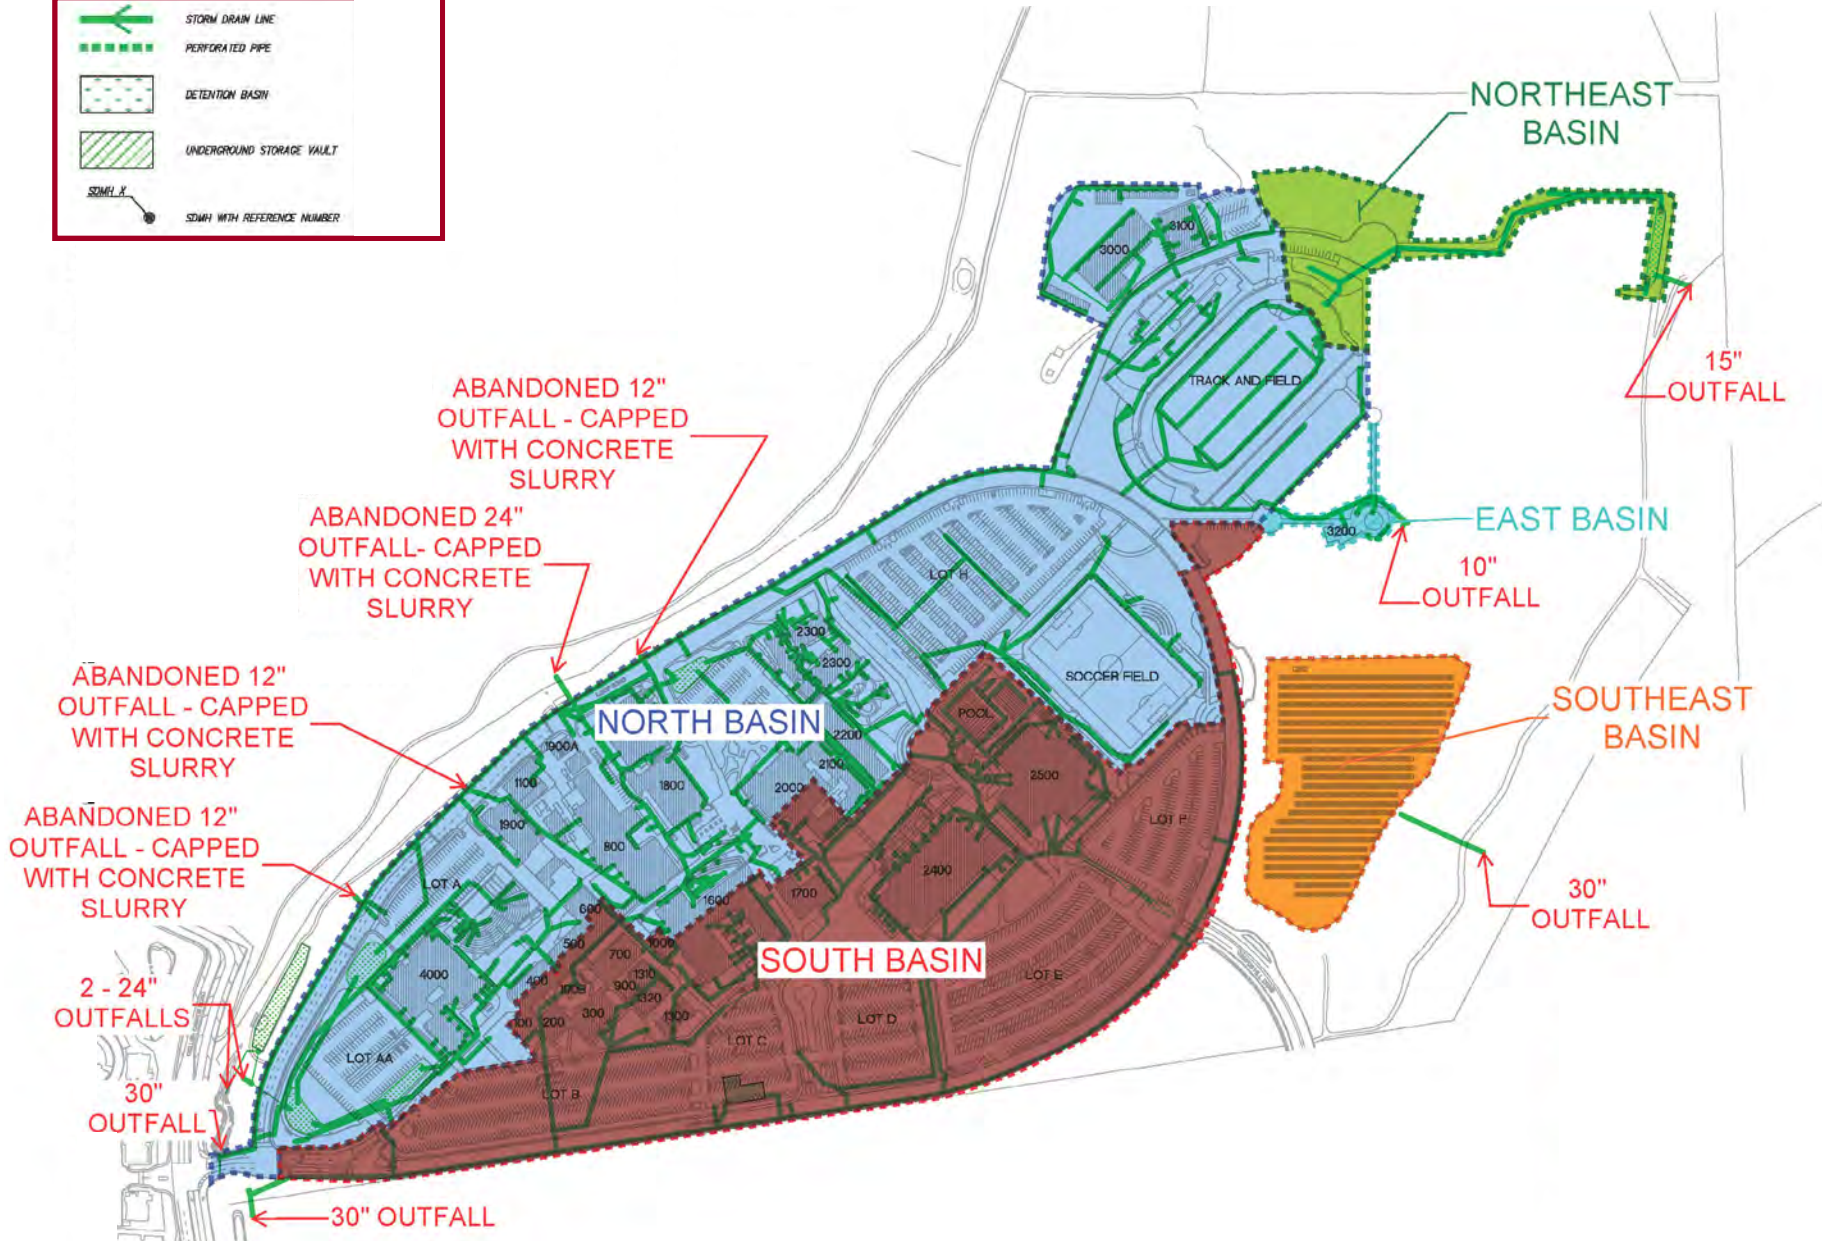 STORM DRAIN LINE
PERFORATED PIPE
DETENTION BASIN
UNDERGROUND STORAGE VAULT
SDMH X
SDMH WITH REFERENCE NUMBER
NORTHEAST
BASIN
3100
3000
15"
OUTFALL
TRACK AND FIELD
ABANDONED 12"
OUTFALL - CAPPED
WITH CONCRETE
SLURRY
ABANDONED 24"
OUTFALL- CAPPED
WITH CONCRETE
SLURRY
EAST BASIN
3200
10"
OUTFALL
LOT H
2300
2300
SOCCER FIELD
ABANDONED 12"
OUTFALL - CAPPED
WITH CONCRETE
SLURRY
SOUTHEAST
BASIN
NORTH BASIN
POOL
1900A
2200
2100
1100
1800
2000
2500
ABANDONED 12"
OUTFALL - CAPPED
WITH CONCRETE
SLURRY
1900
800
LOT F
LOT A
2400
1700
30"
OUTFALL
600
1600
500
700
1000
SOUTH BASIN
4000
400
1310
LOT E
900
1320
2 - 24"
OUTFALLS
100
200
300
1300
LOT D
LOT C
LOT AA
LOT B
30"
OUTFALL
30" OUTFALL